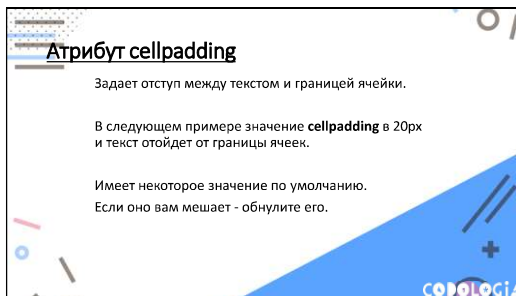 Атрибут cellpadding
Задает отступ между текстом и границей ячейки.
В следующем примере значение cellpadding в 20px
и текст отойдет от границы ячеек.
Имеет некоторое значение по умолчанию.
Если оно вам мешает - обнулите его.
CODOLOGIA